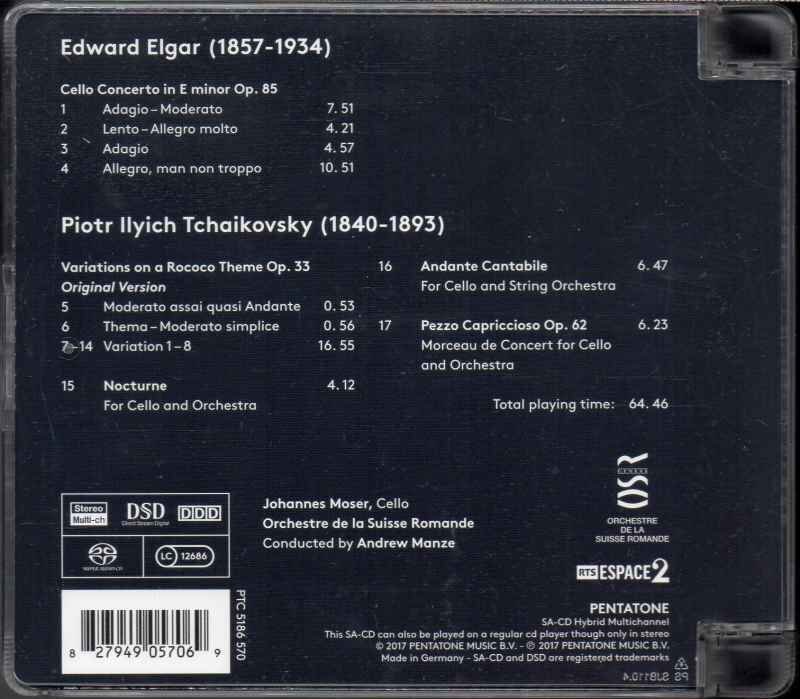 Edward Elgar (1857-1934)
Cello Concerto in E minor Op. 85
1 Adagio – Moderato 7. 51
2 Lento – Allegro molto 4. 21
3 Adagio 4. 57
4 Allegro, man non troppo 10. 51
Piotr Ilyich Tchaikovsky (1840-1893)
Variations on a Rococo Theme Op. 33
Original Version
5 Moderato assai quasi Andante 0. 53
6 Thema – Moderato simplice 0. 56
7-14 Variation 1 – 8 16. 55
15 Nocturne 4. 12
For Cello and Orchestra
16 Andante Cantabile 6. 47
For Cello and String Orchestra
17 Pezzo Capriccioso Op. 62 6. 23
Morceau de Concert for Cello
and Orchestra
Total playing time: 64. 46
Stereo
Multi-ch
DSD
Direct Stream Digital
DDD
SUPER AUDIO CD
LC 12686
Johannes Moser, Cello
Orchestre de la Suisse Romande
Conducted by Andrew Manze
OSR
GENEVE
ORCHESTRE
DE LA
SUISSE ROMANDE
RTS ESPACE 2
8 27949 05706 9
PTC 5186 570
PENTATONE
SA-CD Hybrid Multichannel
This SA-CD can also be played on a regular cd player though only in stereo
© 2017 PENTATONE MUSIC B.V. - ℗ 2017 PENTATONE MUSIC B.V.
Made in Germany - SA-CD and DSD are registered trademarks